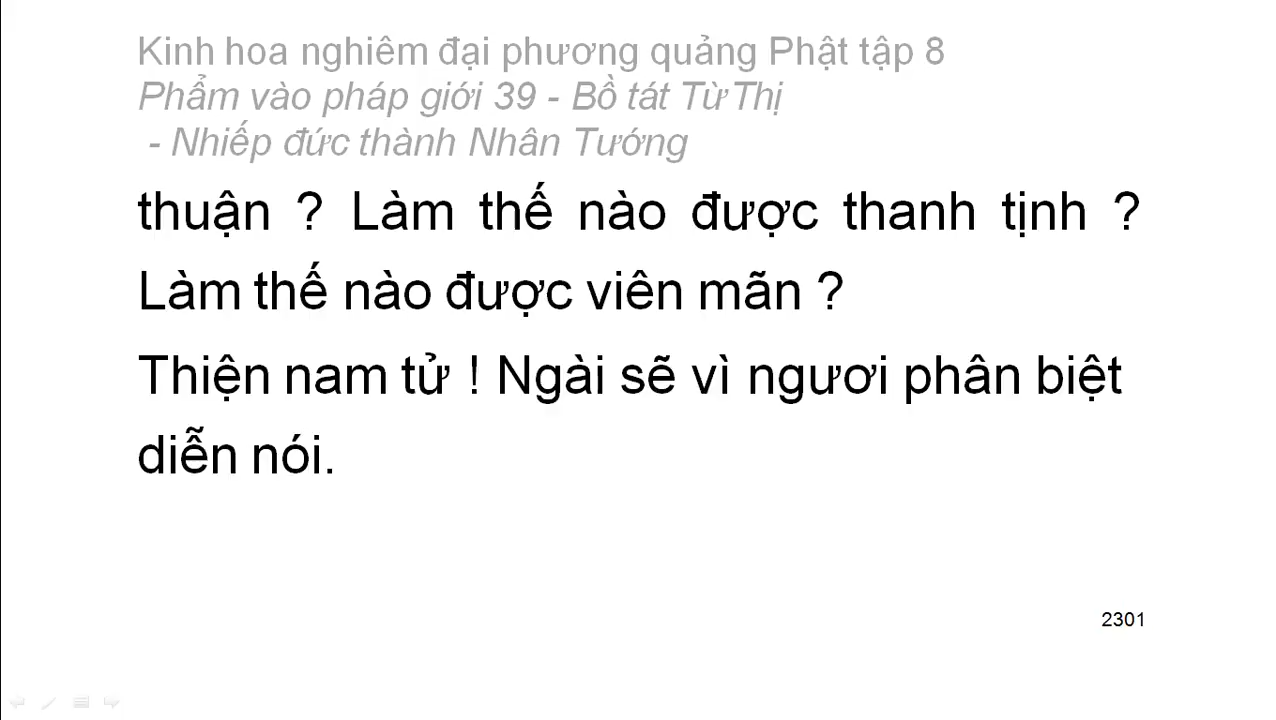 Kinh hoa nghiêm đại phương quảng Phật tập 8
Phẩm vào pháp giới 39 - Bồ tát Từ Thị
- Nhiếp đức thành Nhân Tướng
thuận ? Làm thế nào được thanh tịnh ?
Làm thế nào được viên mãn ?
Thiện nam tử ! Ngài sẽ vì ngươi phân biệt
diễn nói.
2301